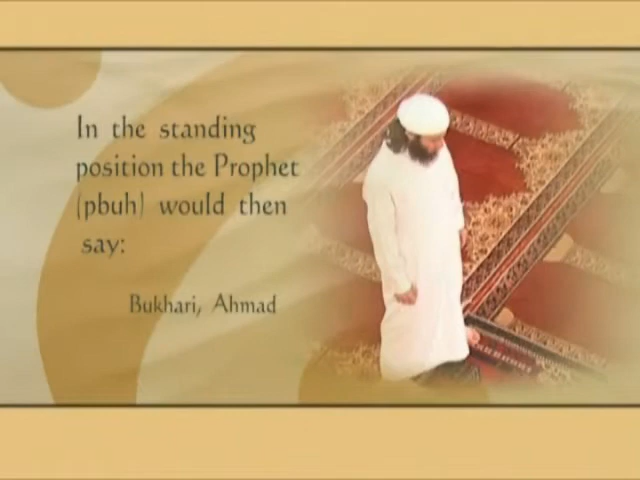 In the standing
position the Prophet
(pbuh) would then
say:
Bukhari, Ahmad